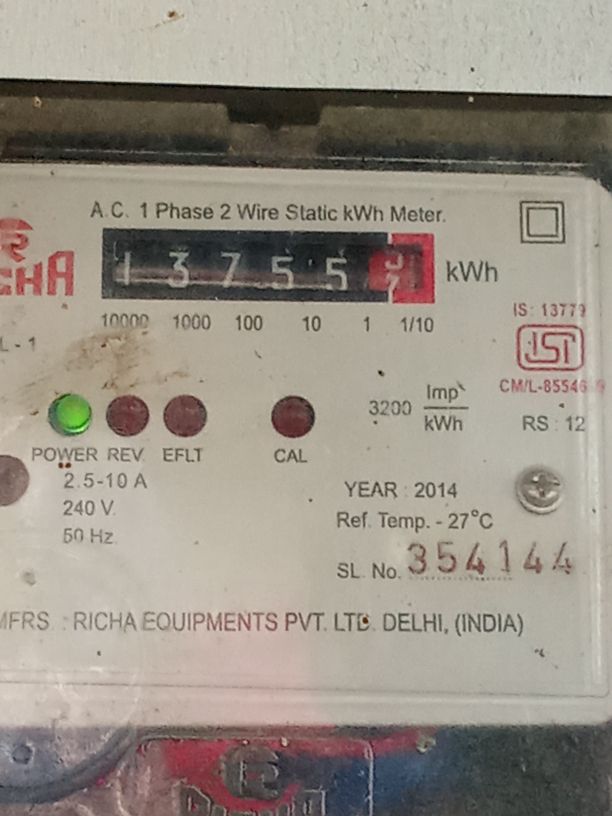 A.C. 1 Phase 2 Wire Static kWh Meter.
1 3 7 5 5 kWh
10000 1000 100 10 1 1/10
IS: 13779
ISI
L - 1
CM/L-85546
3200 Imp/kWh
RS : 12
POWER REV EFLT CAL
2.5-10 A
240 V.
50 Hz.
YEAR : 2014
Ref. Temp. - 27°C
SL. No. 354144
MFRS. : RICHA EQUIPMENTS PVT. LTD. DELHI, (INDIA)